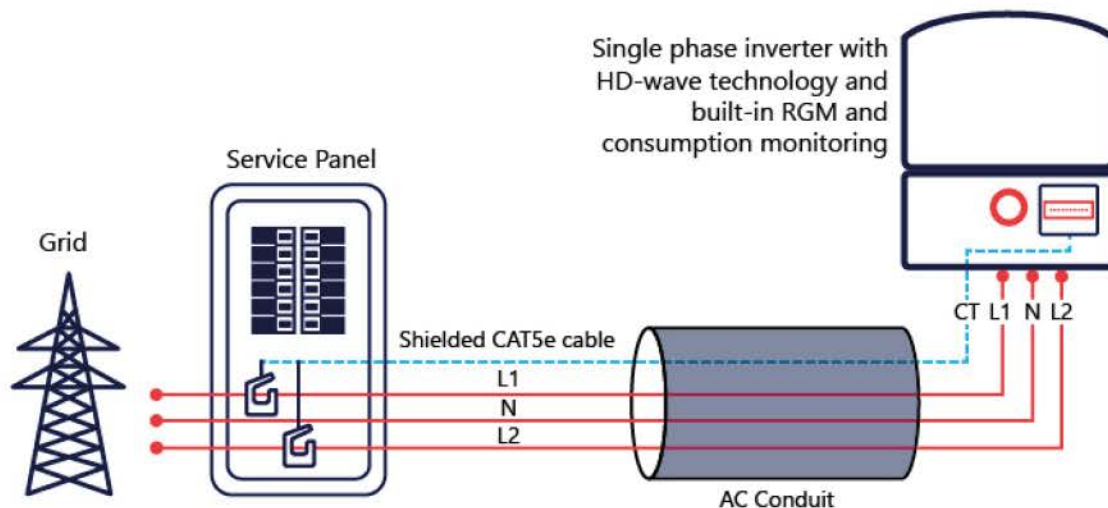 Single phase inverter with
HD-wave technology and
built-in RGM and
consumption monitoring
Service Panel
Grid
CT L1 N L2
Shielded CAT5e cable
L1
N
L2
AC Conduit